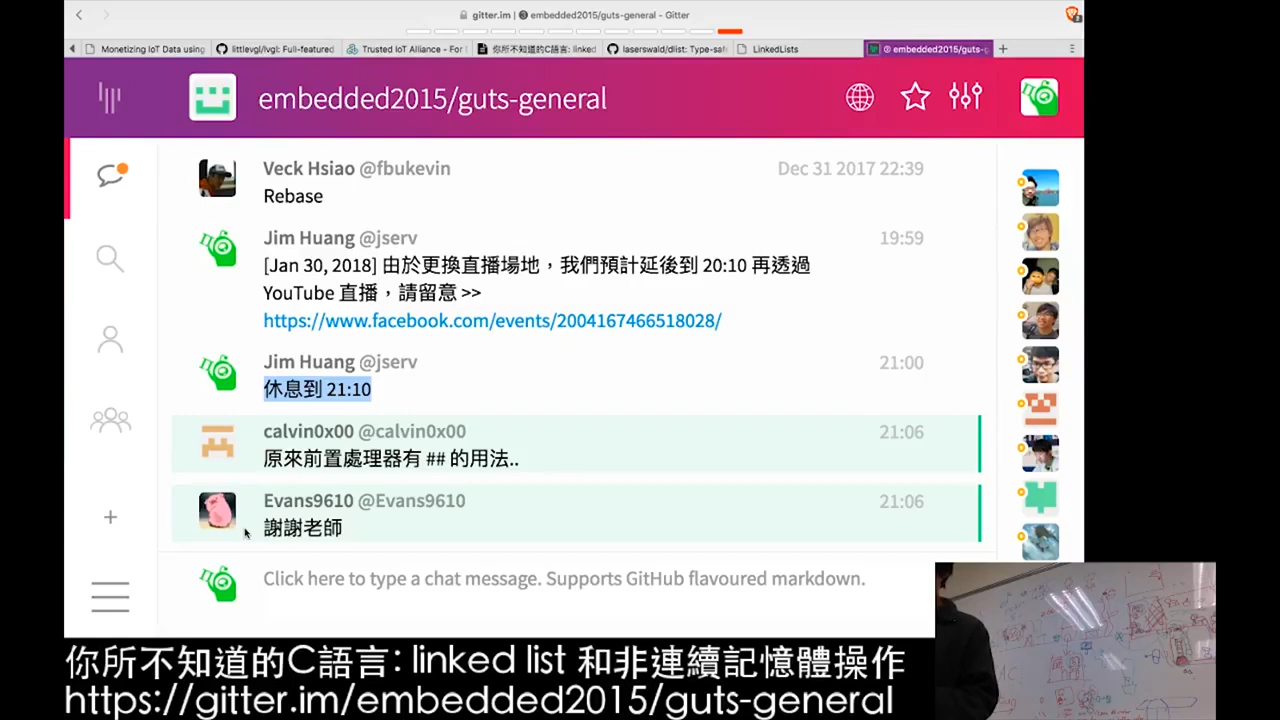 gitter.im | embedded2015/guts-general - Gitter
Monetizing IoT Data using
littlevgl/lvgl: Full-featured
Trusted IoT Alliance - For
你所不知道的C語言: linked
laserswald/dlist: Type-safe
LinkedLists
embedded2015/guts-g
embedded2015/guts-general
Veck Hsiao @fbukevin
Dec 31 2017 22:39
Rebase
Jim Huang @jserv
19:59
[Jan 30, 2018] 由於更換直播場地，我們預計延後到 20:10 再透過
YouTube 直播，請留意 >>
https://www.facebook.com/events/2004167466518028/
Jim Huang @jserv
21:00
休息到 21:10
calvin0x00 @calvin0x00
21:06
原來前置處理器有 ## 的用法..
Evans9610 @Evans9610
21:06
謝謝老師
Click here to type a chat message. Supports GitHub flavoured markdown.
你所不知道的C語言: linked list 和非連續記憶體操作
https://gitter.im/embedded2015/guts-general